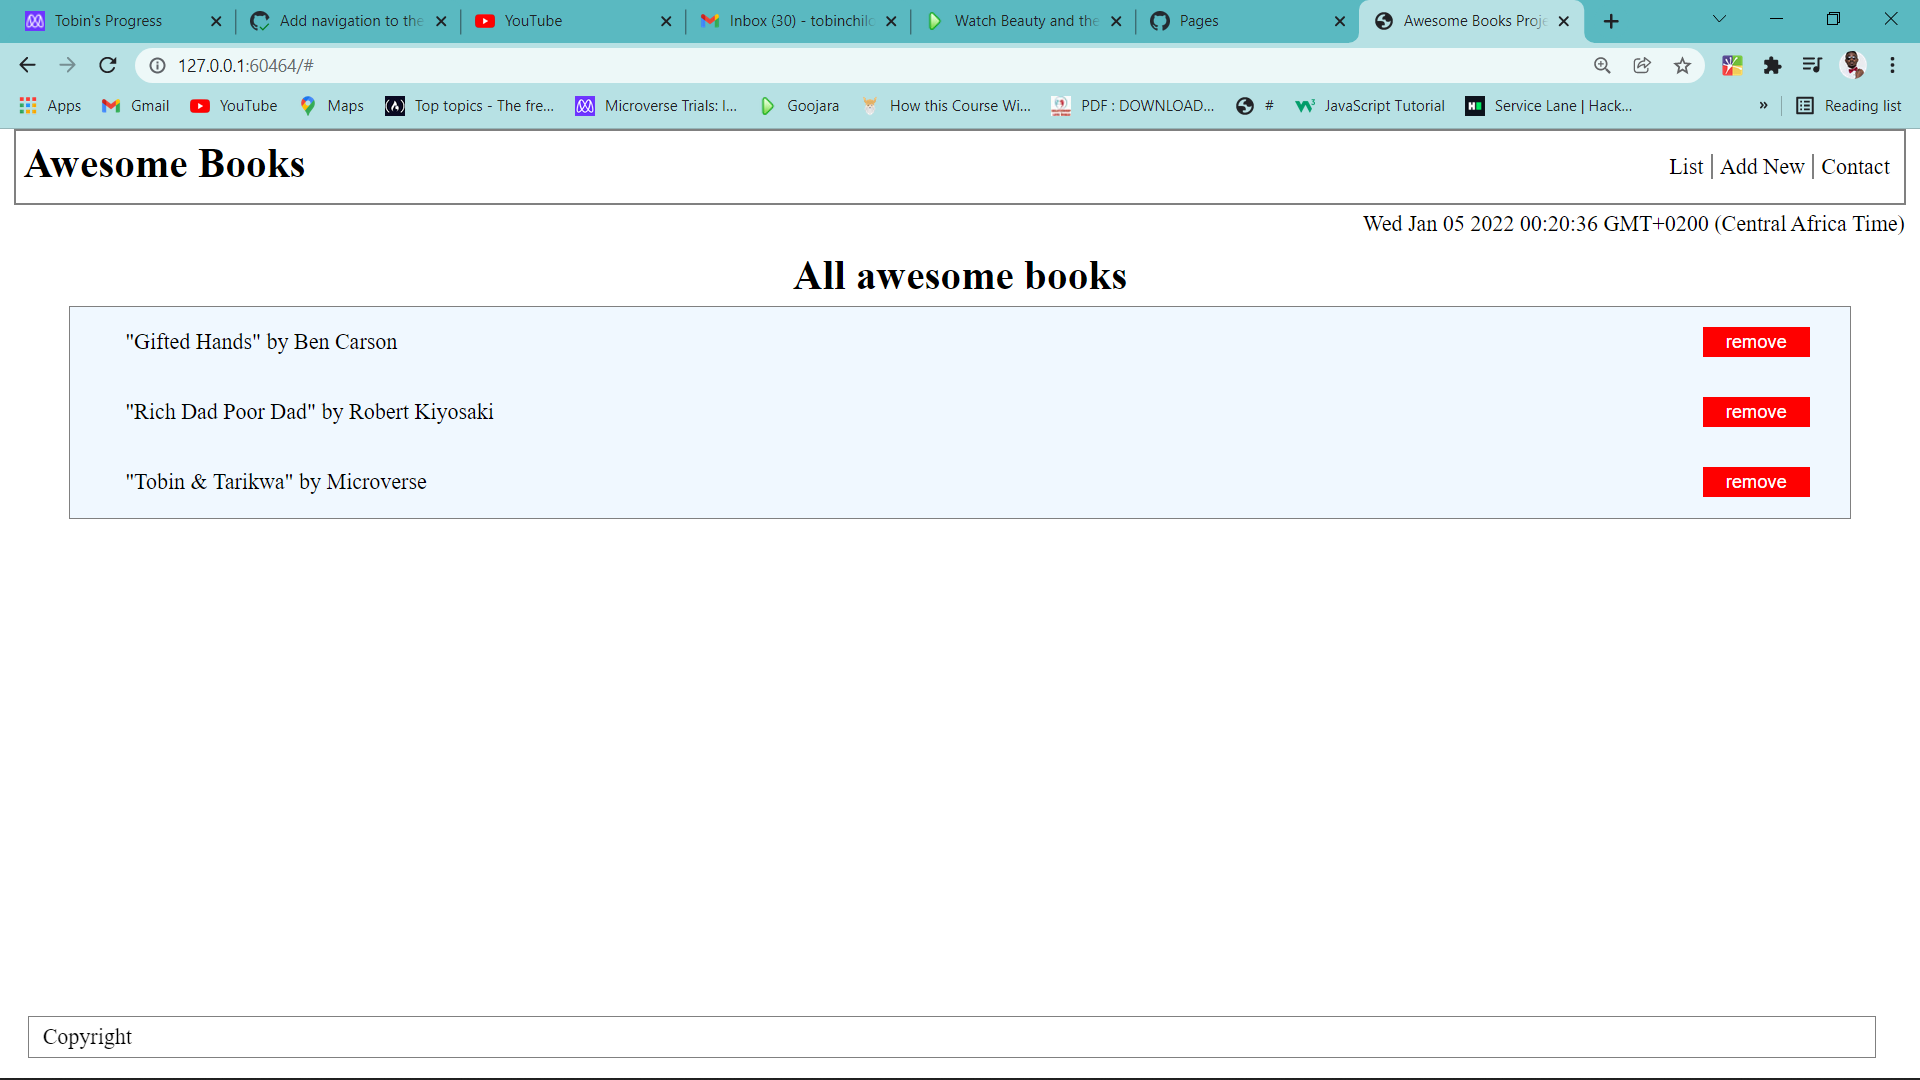 Tobin's Progress
Add navigation to the
YouTube
Inbox (30) - tobinchilo
Watch Beauty and the
Pages
Awesome Books Proje
127.0.0.1:60464/#
Apps
Gmail
YouTube
Maps
Top topics - The fre...
Microverse Trials: I...
Goojara
How this Course Wi...
PDF : DOWNLOAD...
#
JavaScript Tutorial
Service Lane | Hack...
»
Reading list
Awesome Books
List | Add New | Contact
Wed Jan 05 2022 00:20:36 GMT+0200 (Central Africa Time)
All awesome books
"Gifted Hands" by Ben Carson
remove
"Rich Dad Poor Dad" by Robert Kiyosaki
remove
"Tobin & Tarikwa" by Microverse
remove
Copyright